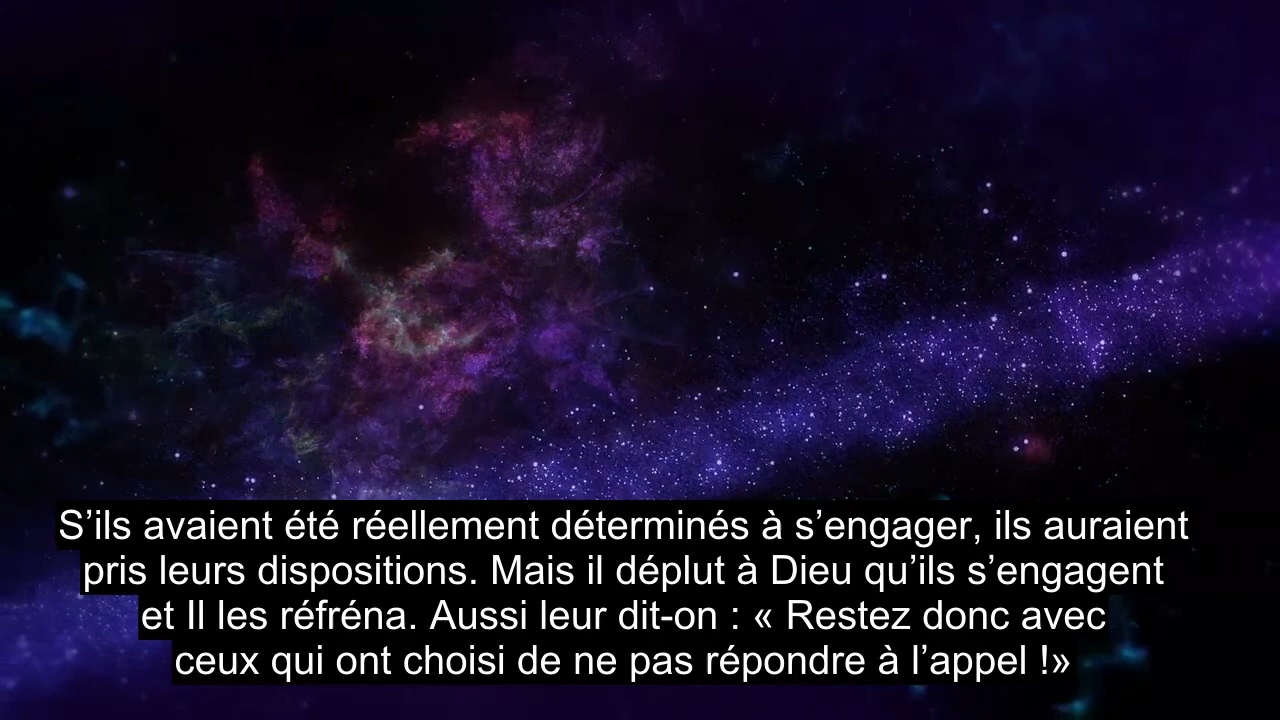 S’ils avaient été réellement déterminés à s’engager, ils auraient
pris leurs dispositions. Mais il déplut à Dieu qu’ils s’engagent
et Il les réfréna. Aussi leur dit-on : « Restez donc avec
ceux qui ont choisi de ne pas répondre à l’appel !»